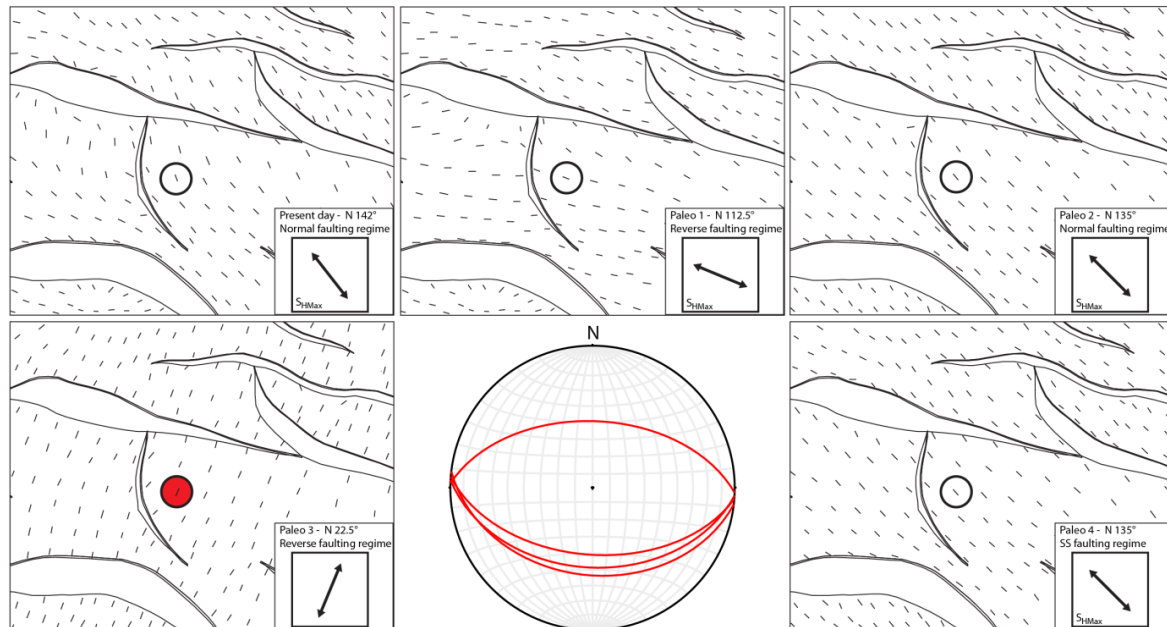 Present day - N 142°
Normal faulting regime
SHMax
Paleo 1 - N 112.5°
Reverse faulting regime
SHMax
Paleo 2 - N 135°
Normal faulting regime
SHMax
Paleo 3 - N 22.5°
Reverse faulting regime
N
Paleo 4 - N 135°
SS faulting regime
SHMax